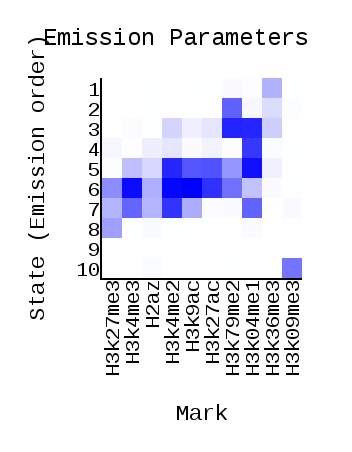 Emission Parameters
State (Emission order)
1
2
3
4
5
6
7
8
9
10
H3k27me3
H3k4me3
H2az
H3k4me2
H3k9ac
H3k27ac
H3k79me2
H3k04me1
H3k36me3
H3k09me3
Mark